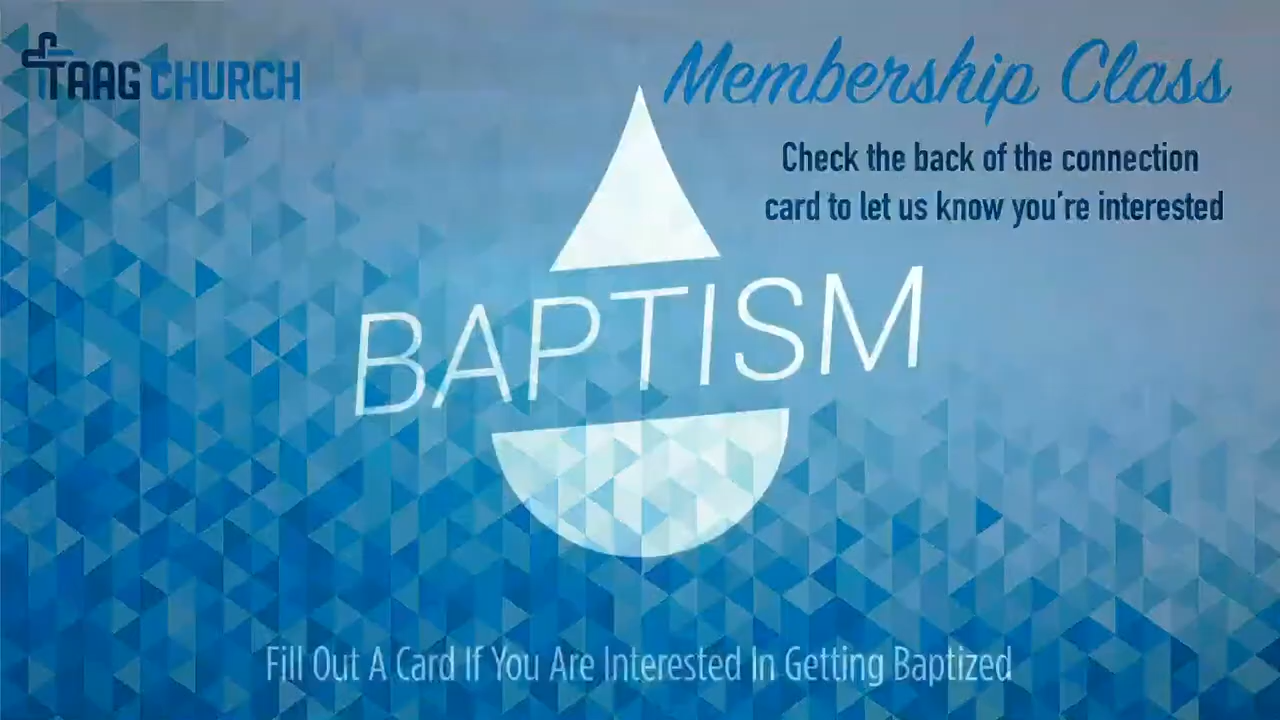 TAAG CHURCH
Membership Class
Check the back of the connection
card to let us know you're interested
BAPTISM
Fill Out A Card If You Are Interested In Getting Baptized